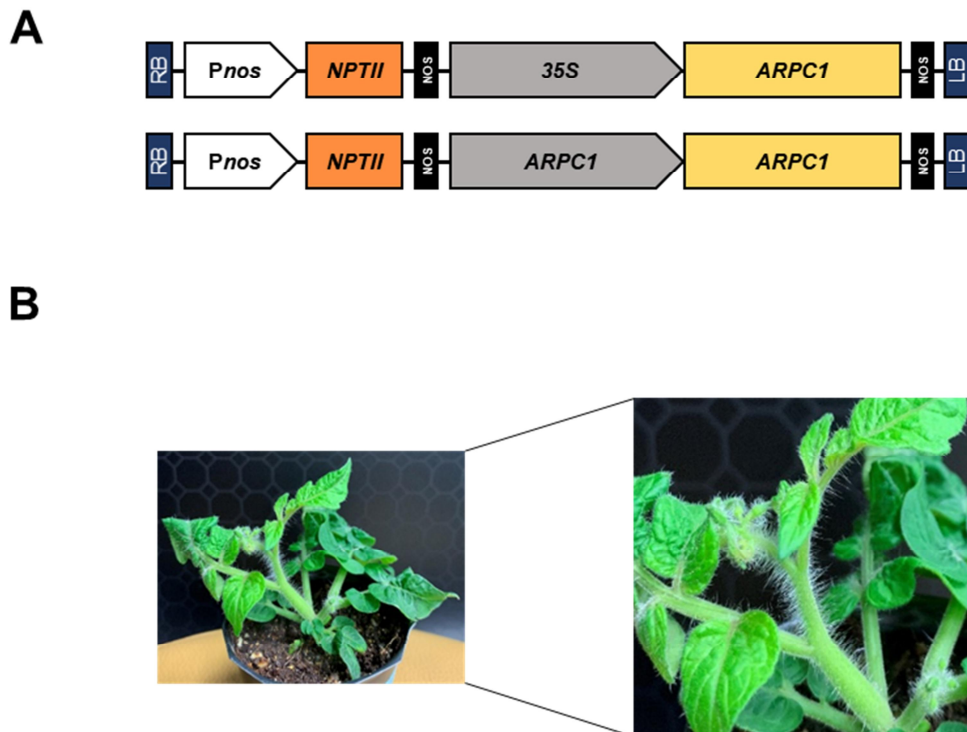 A
RB Pnos NPTII NOS 35S ARPC1 NOS LB
RB Pnos NPTII NOS ARPC1 ARPC1 NOS LB
B